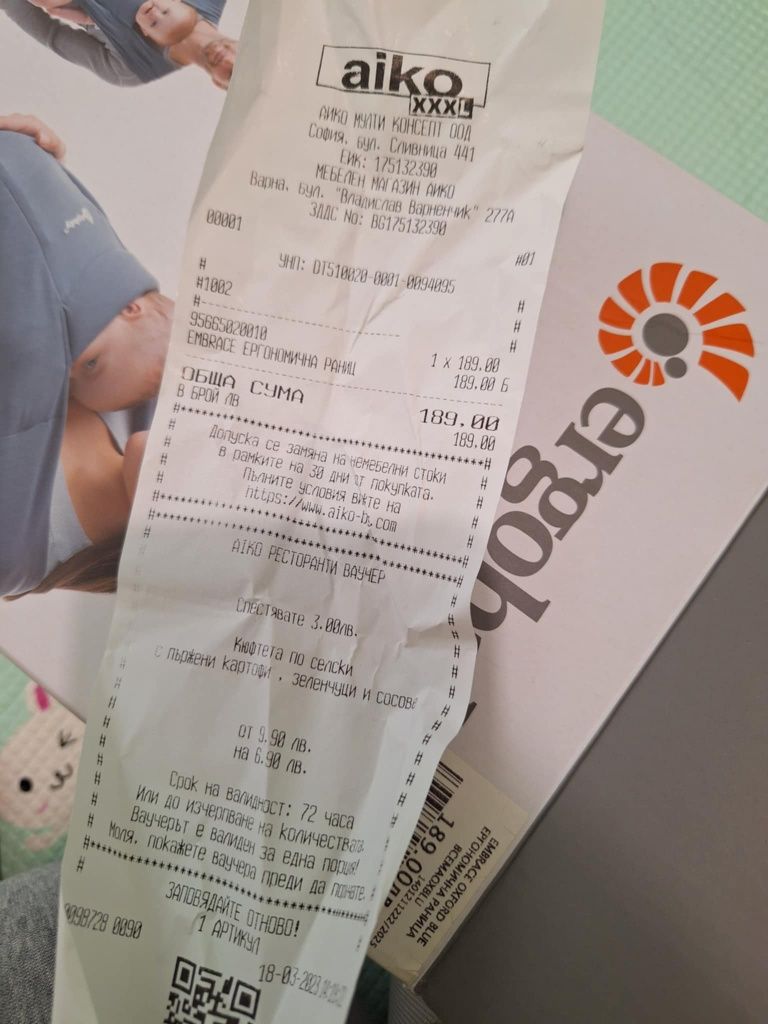 aiko
XXXL
АИКО МУЛТИ КОНСЕПТ ООД
София, бул. Сливница 441
ЕИК: 175132390
МЕБЕЛЕН МАГАЗИН АИКО
Варна, бул. "Владислав Варненчик" 277А
ЗДДС No: BG175132390
00001 #01
УНП: DT510020-0001-0094095
# #
#1002 #
#- #
95665020010
1 x 189.00
EMBRACE ЕРГОНОМИЧНА РАНИЦ 189.00 Б
ОБЩА СУМА 189.00
В БРОЙ ЛВ 189.00
Допуска се замяна на немебелни стоки
в рамките на 30 дни от покупката.
Пълните условия вижте на
https://www.aiko-b.com
АІКО РЕСТОРАНТИ ВАУЧЕР
Спестявате 3.00лв.
Кюфтета по селски
с пържени картофи , зеленчуци и сосове
от 9.90 лв.
на 6.90 лв.
Срок на валидност: 72 часа
Или до изчерпване на количествата
Ваучерът е валиден за една порция!
Моля, покажете ваучера преди да
ЗАПОВЯДАЙТЕ ОТНОВО!
0098728 0090 1 АРТИКУЛ
18-03-2023
ergob
189.00лв
EMBRACE OXFORD BLUE
ЕРГОНОМИЧНА РАНИЦА